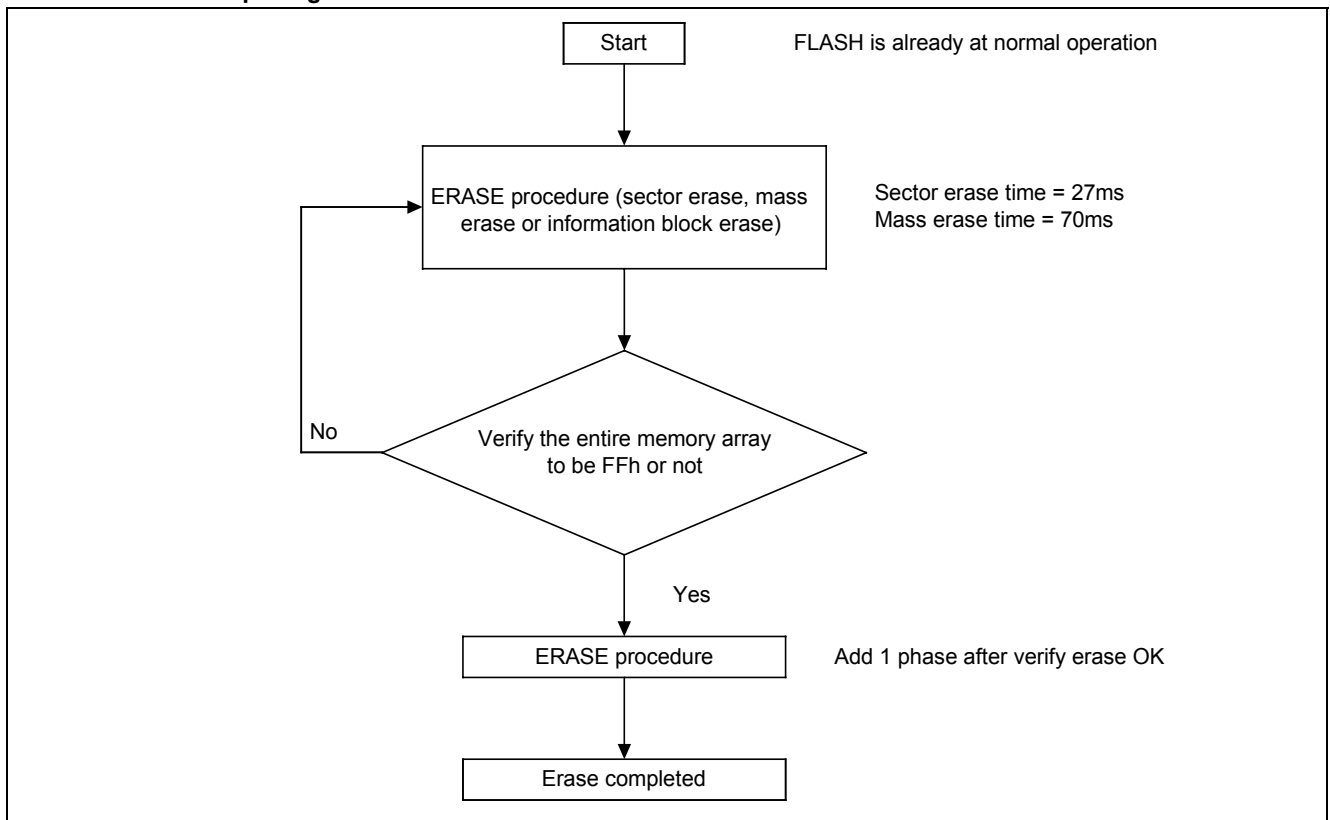 Start
FLASH is already at normal operation
ERASE procedure (sector erase, mass
erase or information block erase)
Sector erase time = 27ms
Mass erase time = 70ms
No
Verify the entire memory array
to be FFh or not
Yes
ERASE procedure
Add 1 phase after verify erase OK
Erase completed